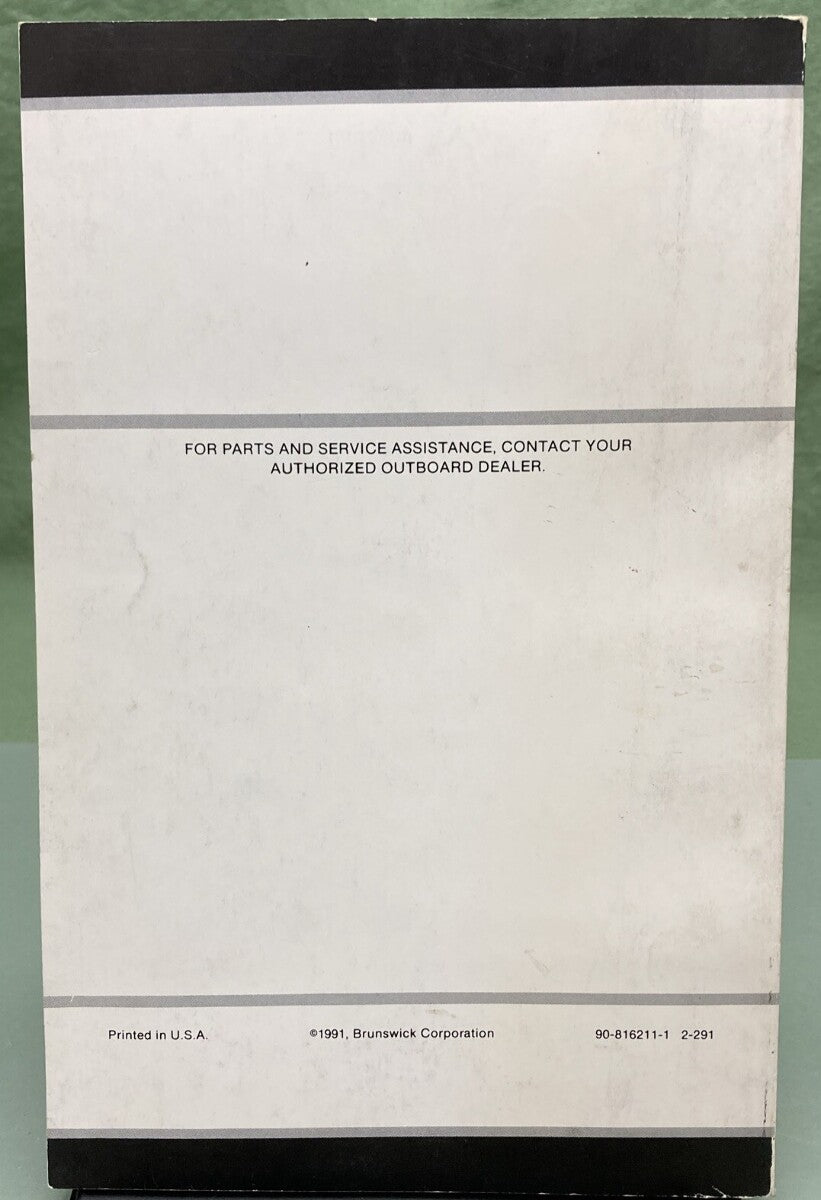 FOR PARTS AND SERVICE ASSISTANCE, CONTACT YOUR
AUTHORIZED OUTBOARD DEALER.
Printed in U.S.A. ©1991, Brunswick Corporation 90-816211-1 2-291